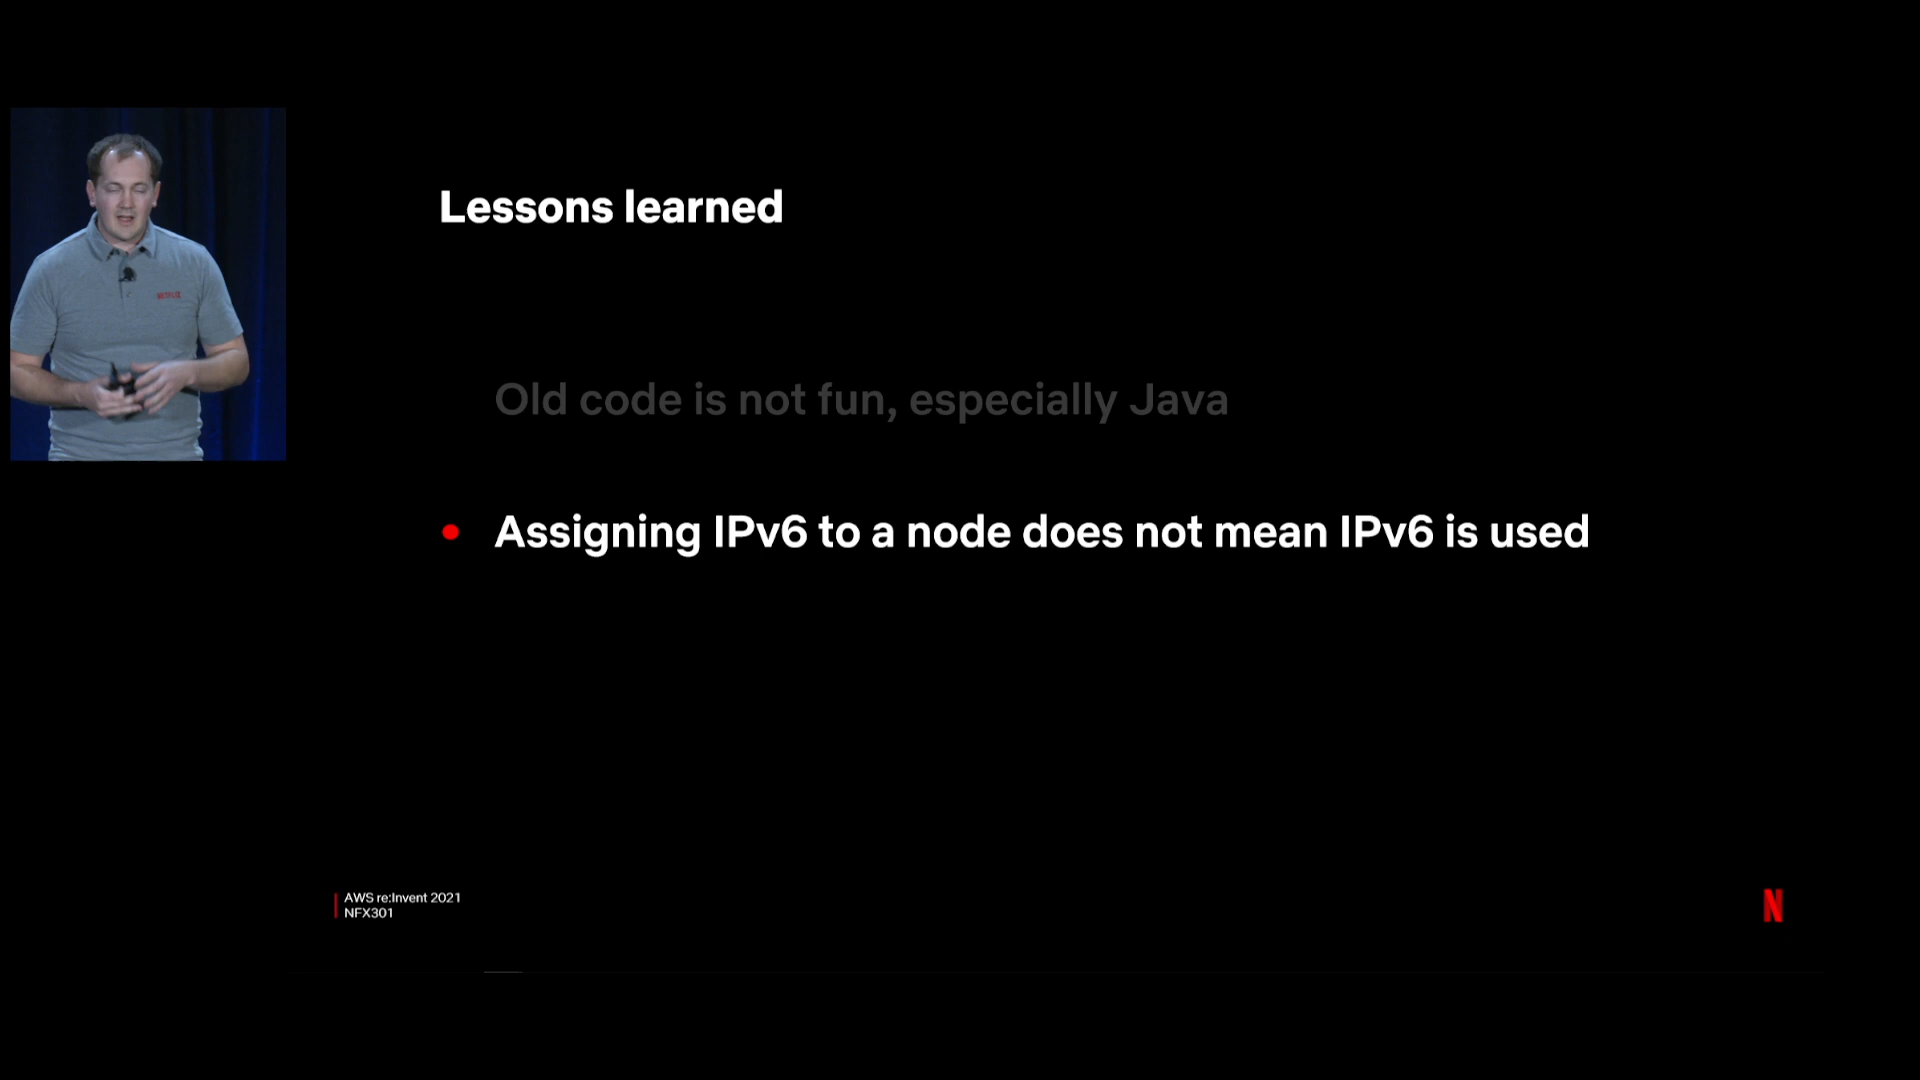 Lessons learned
Old code is not fun, especially Java
Assigning IPv6 to a node does not mean IPv6 is used
AWS re:Invent 2021
NFX301
N
NETFLIX